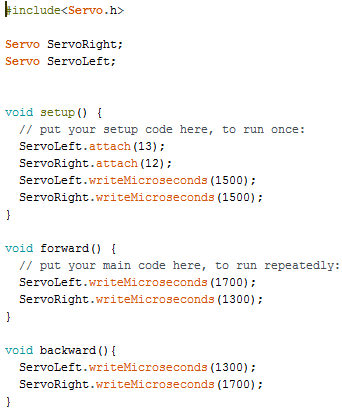 #include<Servo.h>
Servo ServoRight;
Servo ServoLeft;
void setup() {
// put your setup code here, to run once:
ServoLeft.attach(13);
ServoRight.attach(12);
ServoLeft.writeMicroseconds(1500);
ServoRight.writeMicroseconds(1500);
}
void forward() {
// put your main code here, to run repeatedly:
ServoLeft.writeMicroseconds(1700);
ServoRight.writeMicroseconds(1300);
}
void backward(){
ServoLeft.writeMicroseconds(1300);
ServoRight.writeMicroseconds(1700);
}